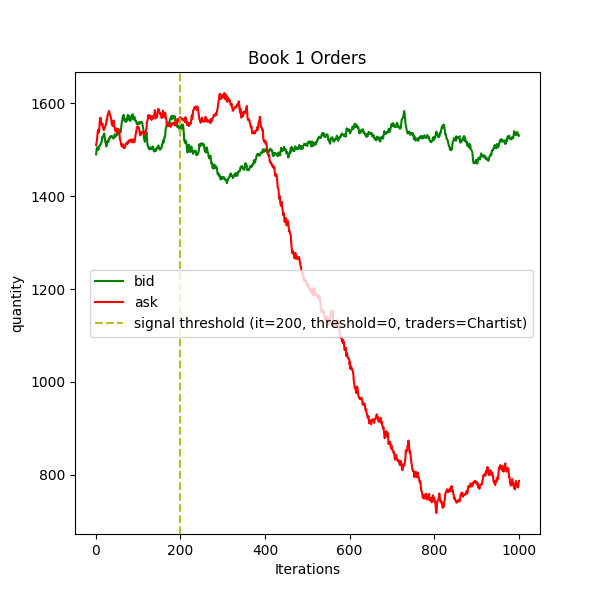 Book 1 Orders
1600
1400
1200
1000
800
quantity
bid
ask
signal threshold (it=200, threshold=0, traders=Chartist)
0 200 400 600 800 1000
Iterations